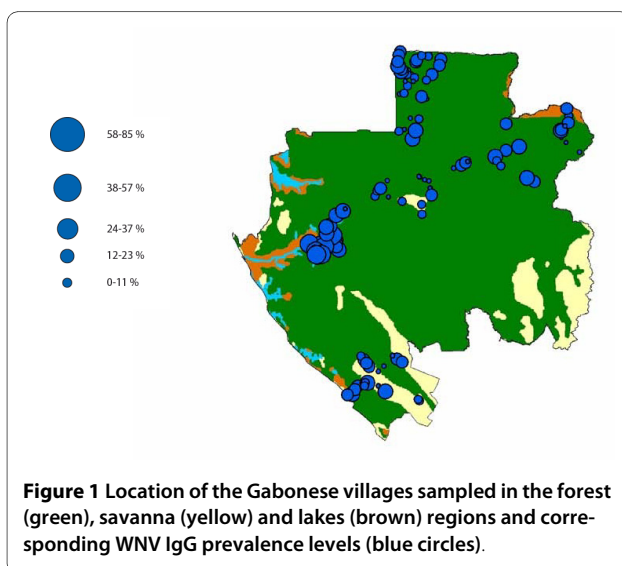 58-85 %
38-57 %
24-37 %
12-23 %
0-11 %
Figure 1 Location of the Gabonese villages sampled in the forest
(green), savanna (yellow) and lakes (brown) regions and corre-
sponding WNV IgG prevalence levels (blue circles).